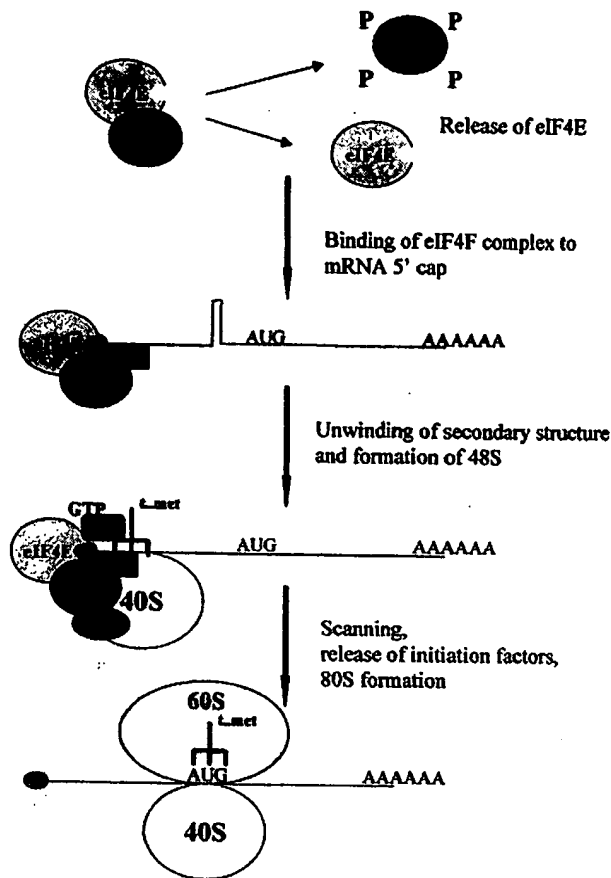 P P
eIF4E
P P
Release of eIF4E
Binding of eIF4F complex to
mRNA 5' cap
AUG
AAAAAA
Unwinding of secondary structure
and formation of 48S
GTP
t_met
eIF4E
AUG
AAAAAA
40S
Scanning,
release of initiation factors,
80S formation
60S
t_met
AUG
AAAAAA
40S